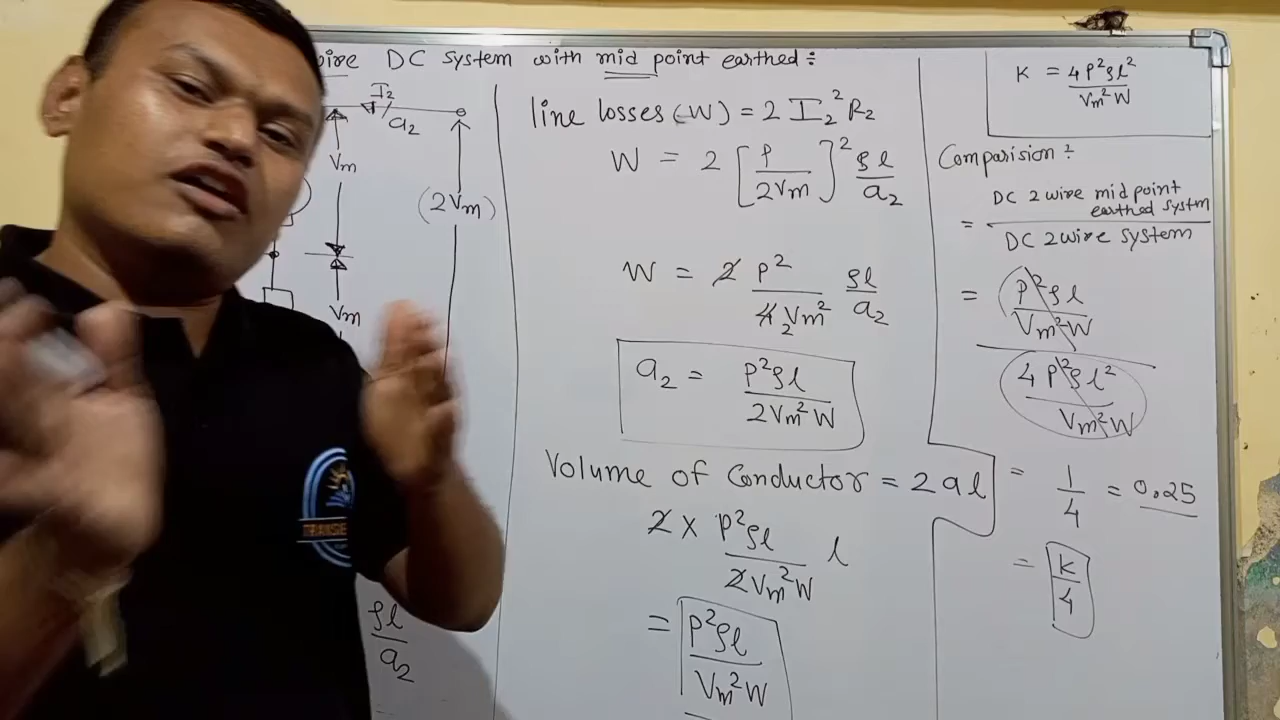 DC System with mid point earthed :
I₂
a₂
Vm
(2Vm)
Vm
ρl
a₂
line losses (W) = 2 I₂² R₂
W = 2 [P / 2Vm]² ρl / a₂
W = 2 P² / 4 2 Vm² ρl / a₂
a₂ = P²ρl / 2Vm²W
Volume of Conductor = 2al
2 × P²ρl / 2Vm²W l
= P²ρl / Vm²W
K = 4P²ρl² / Vm²W
Comparision :
DC 2 wire mid point
earthed systm
=
DC 2 wire system
= P²ρl / Vm²W
4P²ρl² / Vm²W
= 1/4 = 0.25
= K/4